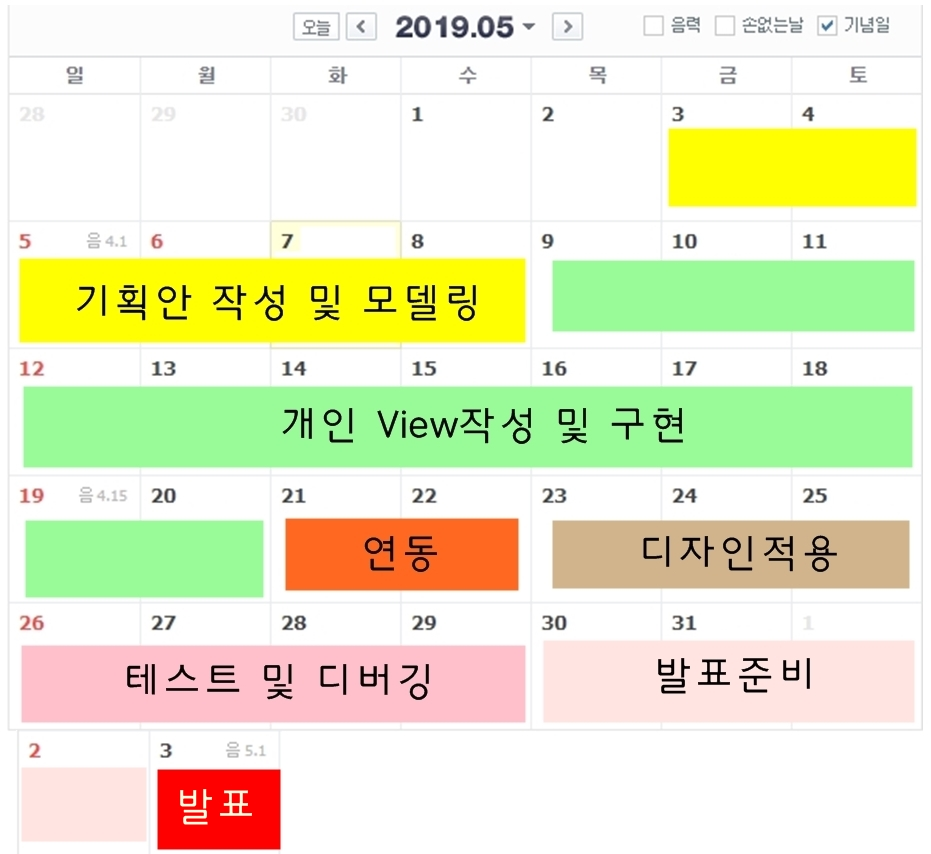 오늘 < 2019.05 > 음력 손없는날 기념일
일 월 화 수 목 금 토
28 29 30 1 2 3 4
5 음 4.1 6 7 8 9 10 11
기획안 작성 및 모델링
12 13 14 15 16 17 18
개인 View작성 및 구현
19 음 4.15 20 21 22 23 24 25
연동 디자인적용
26 27 28 29 30 31 1
테스트 및 디버깅 발표준비
2 3 음 5.1
발표